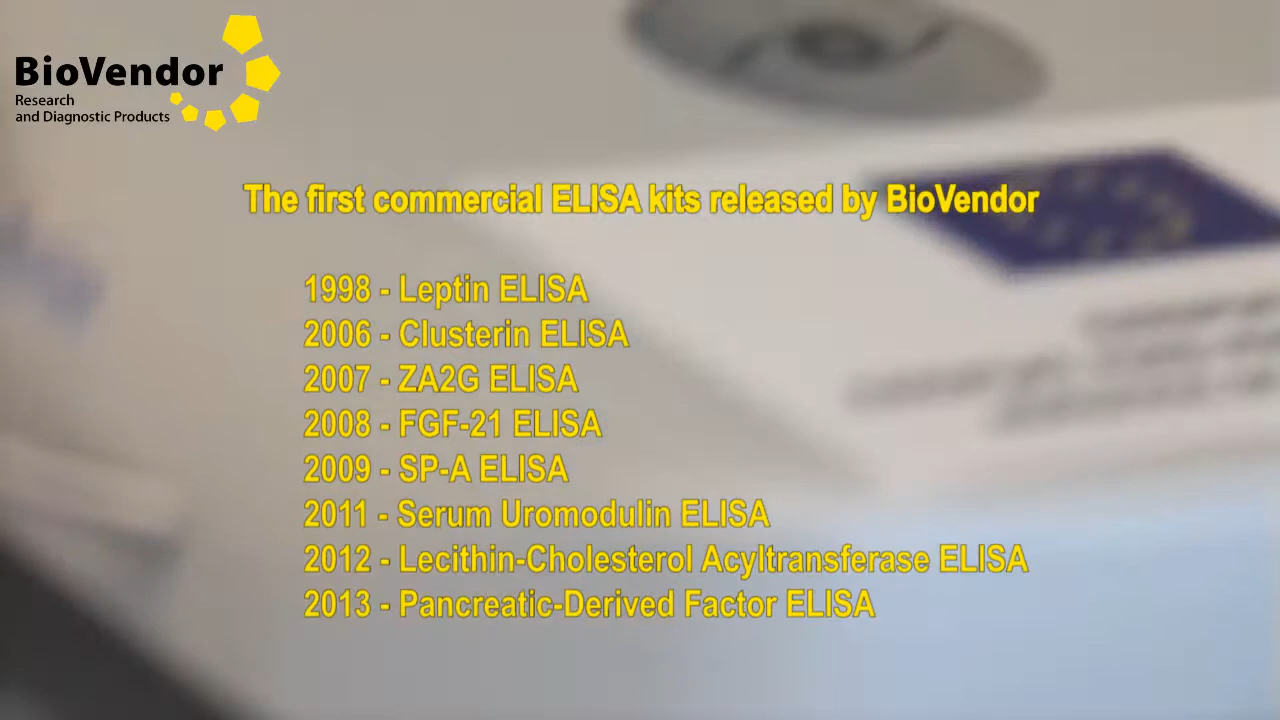 BioVendor
Research
and Diagnostic Products
The first commercial ELISA kits released by BioVendor
1998 - Leptin ELISA
2006 - Clusterin ELISA
2007 - ZA2G ELISA
2008 - FGF-21 ELISA
2009 - SP-A ELISA
2011 - Serum Uromodulin ELISA
2012 - Lecithin-Cholesterol Acyltransferase ELISA
2013 - Pancreatic-Derived Factor ELISA